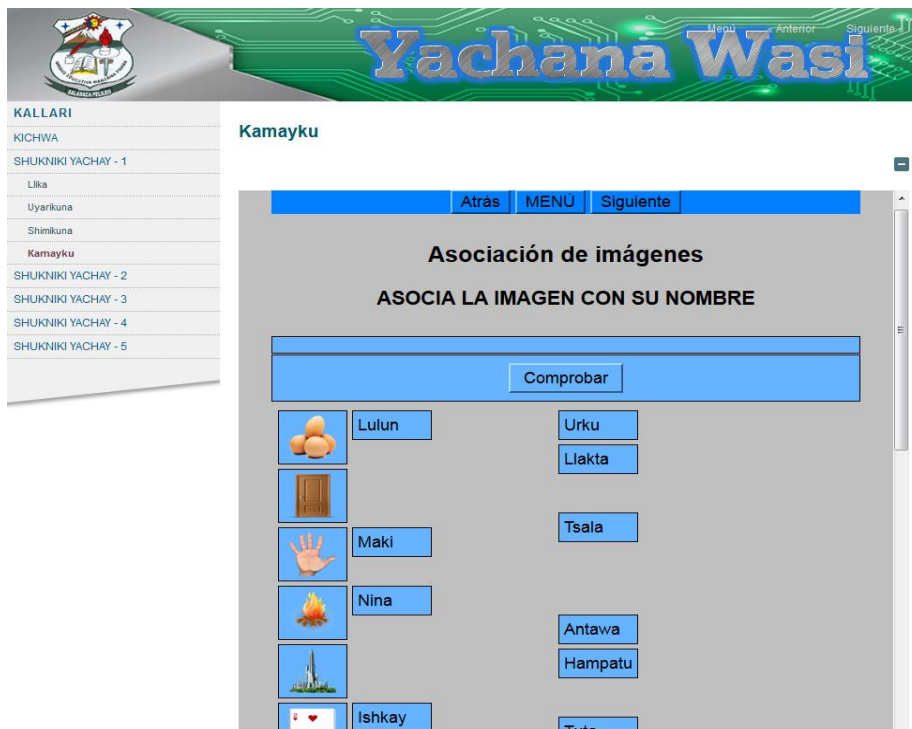 Yachana Wasi
Menú Anterior Siguiente
KALLARI
KICHWA
SHUKNIKI YACHAY - 1
Llika
Uyarikuna
Shimikuna
Kamayku
SHUKNIKI YACHAY - 2
SHUKNIKI YACHAY - 3
SHUKNIKI YACHAY - 4
SHUKNIKI YACHAY - 5
Kamayku
Atrás MENÚ Siguiente
Asociación de imágenes
ASOCIA LA IMAGEN CON SU NOMBRE
Comprobar
Lulun
Urku
Llakta
Tsala
Maki
Nina
Antawa
Hampatu
Ishkay